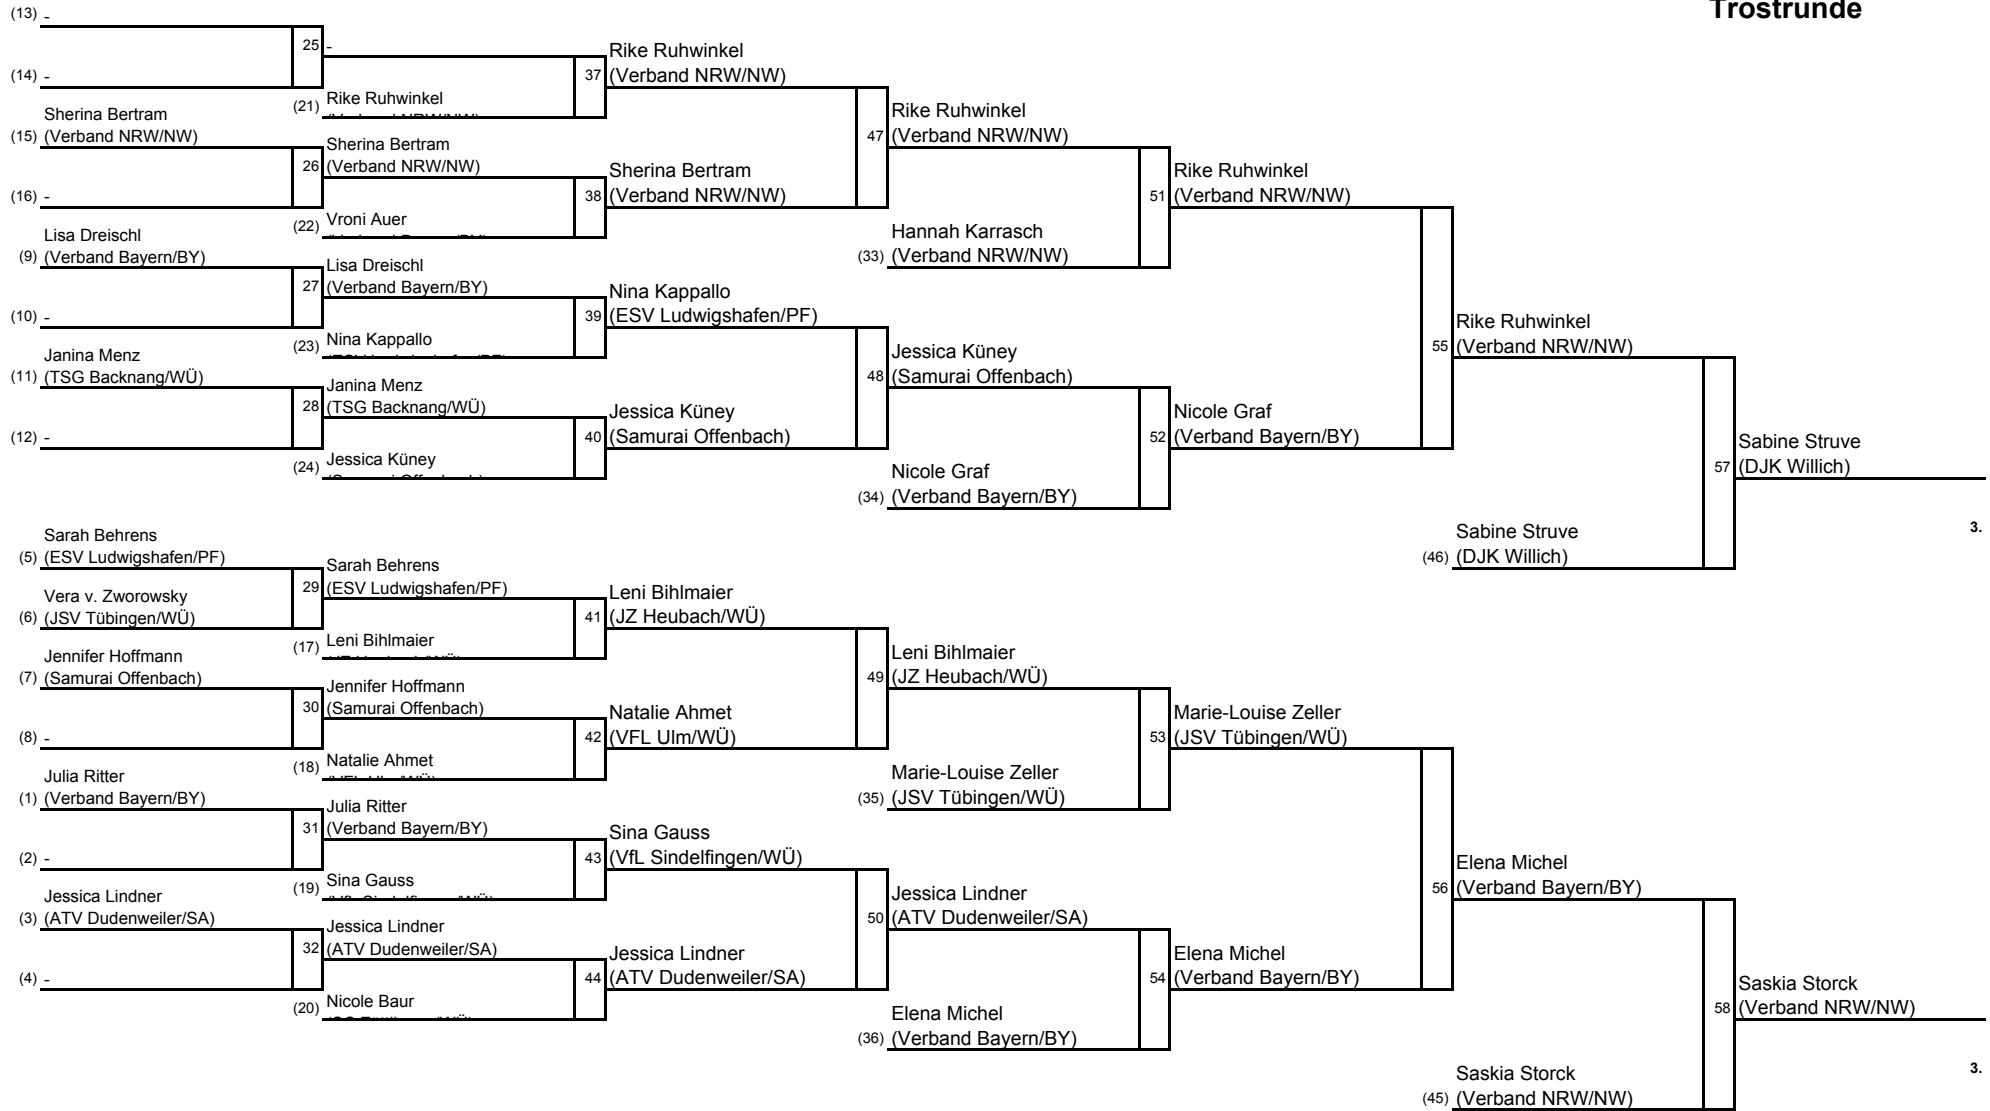 Trostrunde
(13) -
25 -
(14) -
(21) Rike Ruhwinkel
37 Rike Ruhwinkel
(Verband NRW/NW)
Sherina Bertram
(15) (Verband NRW/NW)
26 Sherina Bertram
(Verband NRW/NW)
(16) -
(22) Vroni Auer
38 Sherina Bertram
(Verband NRW/NW)
47 Rike Ruhwinkel
(Verband NRW/NW)
Hannah Karrasch
(33) (Verband NRW/NW)
51 Rike Ruhwinkel
(Verband NRW/NW)
Lisa Dreischl
(9) (Verband Bayern/BY)
27 Lisa Dreischl
(Verband Bayern/BY)
(10) -
(23) Nina Kappallo
39 Nina Kappallo
(ESV Ludwigshafen/PF)
Janina Menz
(11) (TSG Backnang/WÜ)
28 Janina Menz
(TSG Backnang/WÜ)
(12) -
(24) Jessica Küney
40 Jessica Küney
(Samurai Offenbach)
48 Jessica Küney
(Samurai Offenbach)
Nicole Graf
(34) (Verband Bayern/BY)
52 Nicole Graf
(Verband Bayern/BY)
55 Rike Ruhwinkel
(Verband NRW/NW)
Sabine Struve
(46) (DJK Willich)
57 Sabine Struve
(DJK Willich)
3.
Sarah Behrens
(5) (ESV Ludwigshafen/PF)
29 Sarah Behrens
(ESV Ludwigshafen/PF)
Vera v. Zworowsky
(6) (JSV Tübingen/WÜ)
(17) Leni Bihlmaier
41 Leni Bihlmaier
(JZ Heubach/WÜ)
Jennifer Hoffmann
(7) (Samurai Offenbach)
30 Jennifer Hoffmann
(Samurai Offenbach)
(8) -
(18) Natalie Ahmet
42 Natalie Ahmet
(VFL Ulm/WÜ)
49 Leni Bihlmaier
(JZ Heubach/WÜ)
Marie-Louise Zeller
(35) (JSV Tübingen/WÜ)
53 Marie-Louise Zeller
(JSV Tübingen/WÜ)
Julia Ritter
(1) (Verband Bayern/BY)
31 Julia Ritter
(Verband Bayern/BY)
(2) -
(19) Sina Gauss
43 Sina Gauss
(VfL Sindelfingen/WÜ)
Jessica Lindner
(3) (ATV Dudenweiler/SA)
32 Jessica Lindner
(ATV Dudenweiler/SA)
(4) -
(20) Nicole Baur
44 Jessica Lindner
(ATV Dudenweiler/SA)
50 Jessica Lindner
(ATV Dudenweiler/SA)
Elena Michel
(36) (Verband Bayern/BY)
54 Elena Michel
(Verband Bayern/BY)
56 Elena Michel
(Verband Bayern/BY)
Saskia Storck
(45) (Verband NRW/NW)
58 Saskia Storck
(Verband NRW/NW)
3.